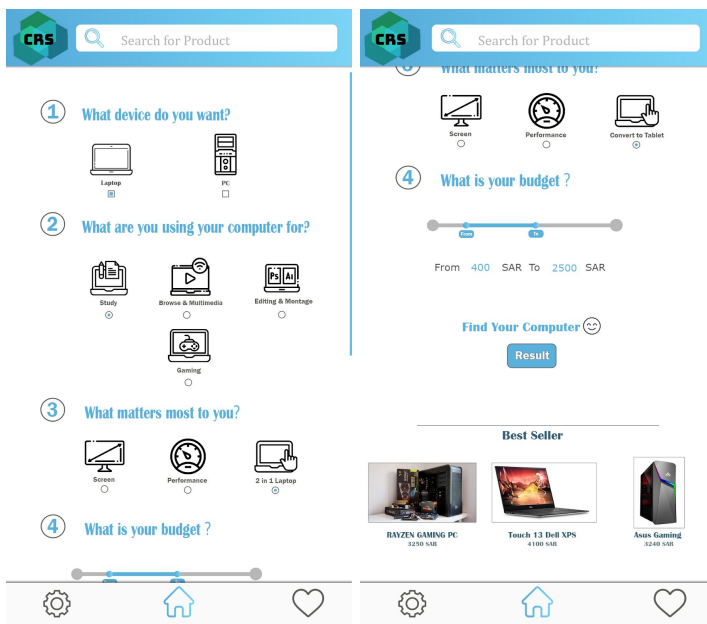 CRS
Search for Product
1 What device do you want?
Laptop PC
2 What are you using your computer for?
Study Browse & Multimedia Editing & Montage
Ps Ai
Gaming
3 What matters most to you?
Screen Performance 2 in 1 Laptop
4 What is your budget ?
CRS
Search for Product
3 What matters most to you?
Screen Performance Convert to Tablet
4 What is your budget ?
From To
From 400 SAR To 2500 SAR
Find Your Computer
Result
Best Seller
RAYZEN GAMING PC Touch 13 Dell XPS Asus Gaming
3250 SAR 4100 SAR 3240 SAR